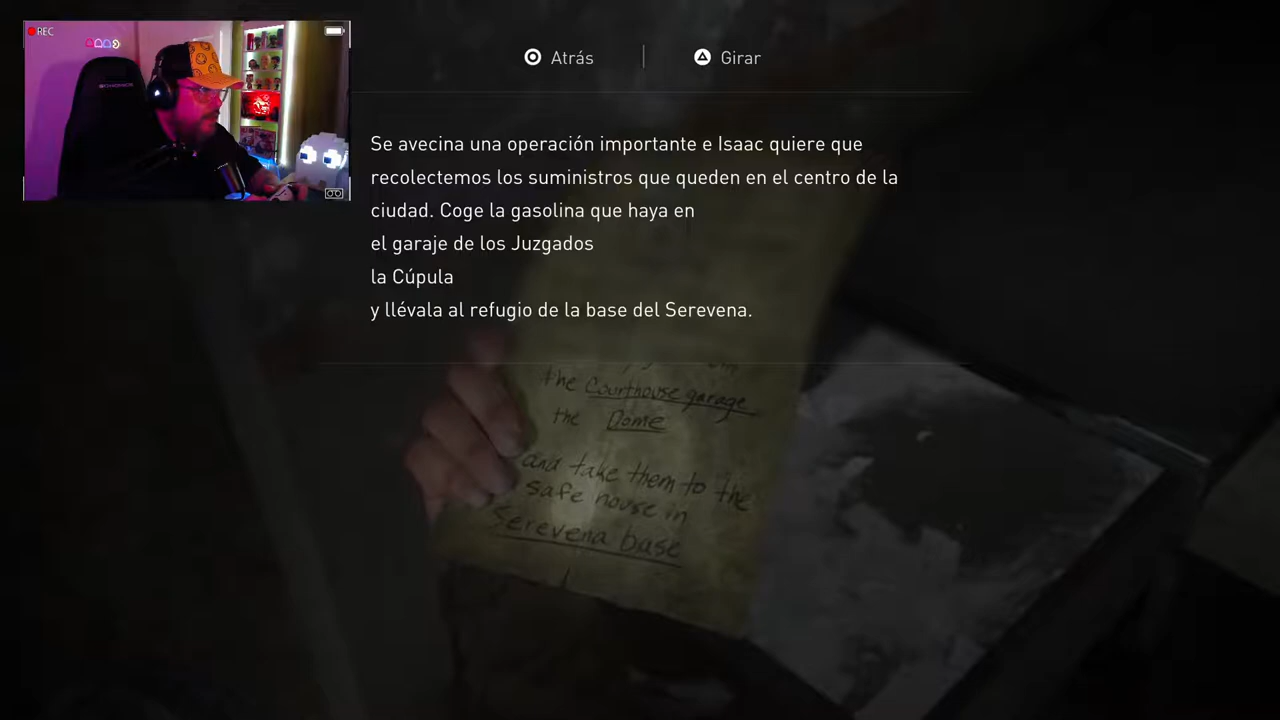 REC
Atrás
Girar
Se avecina una operación importante e Isaac quiere que
recolectemos los suministros que queden en el centro de la
ciudad. Coge la gasolina que haya en
el garaje de los Juzgados
la Cúpula
y llévala al refugio de la base del Serevena.
the Courthouse garage
the Dome
and take them to the
safe house in
Serevena base